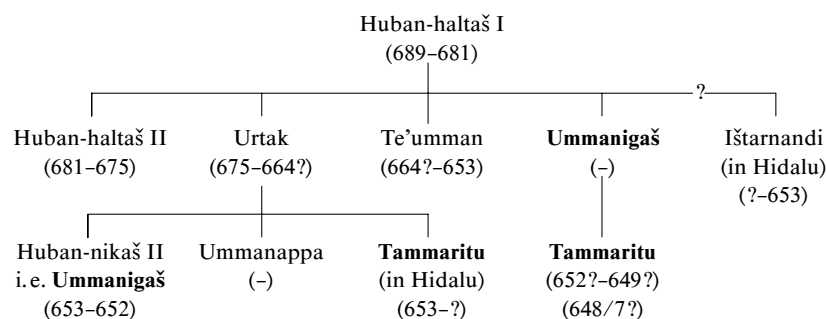 Huban-haltaš I
(689–681)
?
Huban-haltaš II Urtak Te’umman Ummanigaš Ištarnandi
(681–675) (675–664?) (664?–653) (–) (in Hidalu)
(?–653)
Huban-nikaš II Ummanappa Tammaritu Tammaritu
i. e. Ummanigaš (–) (in Hidalu) (652?–649?)
(653–652) (653–?) (648/7?)